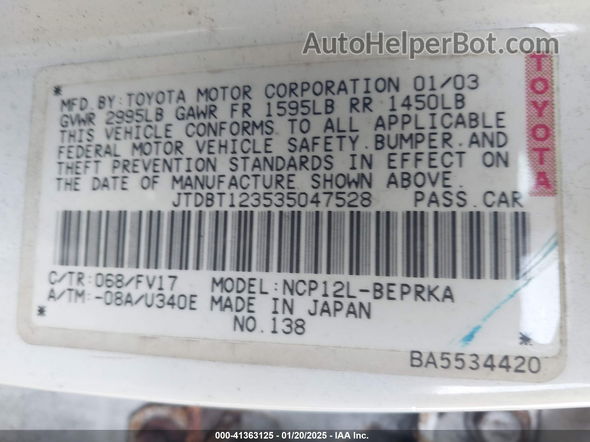 AutoHelperBot.com
MFD.BY:TOYOTA MOTOR CORPORATION 01/03
GVWR 2995LB GAWR FR 1595LB RR 1450LB
THIS VEHICLE CONFORMS TO ALL APPLICABLE
FEDERAL MOTOR VEHICLE SAFETY.BUMPER.AND
THEFT PREVENTION STANDARDS IN EFFECT ON
THE DATE OF MANUFACTURE SHOWN ABOVE.
JTDBT123535047528 PASS.CAR
TOYOTA
C/TR:068/FV17 MODEL:NCP12L-BEPRKA
A/TM:-08A/U340E MADE IN JAPAN
NO.138
BA5534420
000-41363125 - 01/20/2025 - IAA Inc.